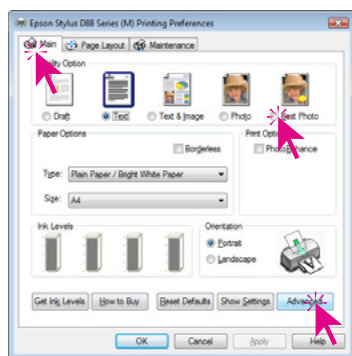 Epson Stylus D88 Series (M) Printing Preferences
Main Page Layout Maintenance
Quality Option
Draft Text Text & Image Photo Best Photo
Paper Options Print Options
Borderless PhotoEnhance
Type: Plain Paper / Bright White Paper
Size: A4
Ink Levels Orientation
Portrait
Landscape
Get Ink Levels How to Buy Reset Defaults Show Settings Advanced
OK Cancel Apply Help